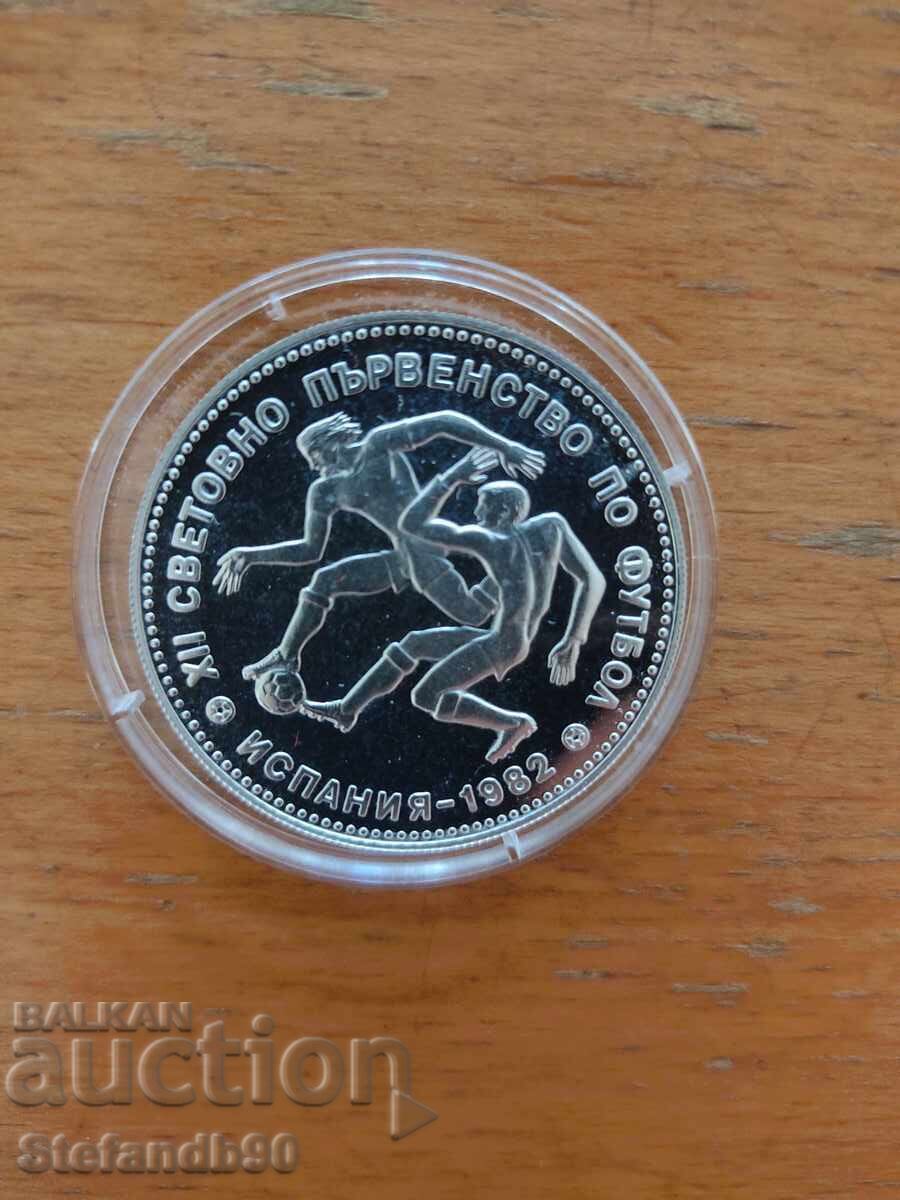 XII СВЕТОВНО ПЪРВЕНСТВО ПО ФУТБОЛ
ИСПАНИЯ-1982
BALKAN
auction
Stefandb90